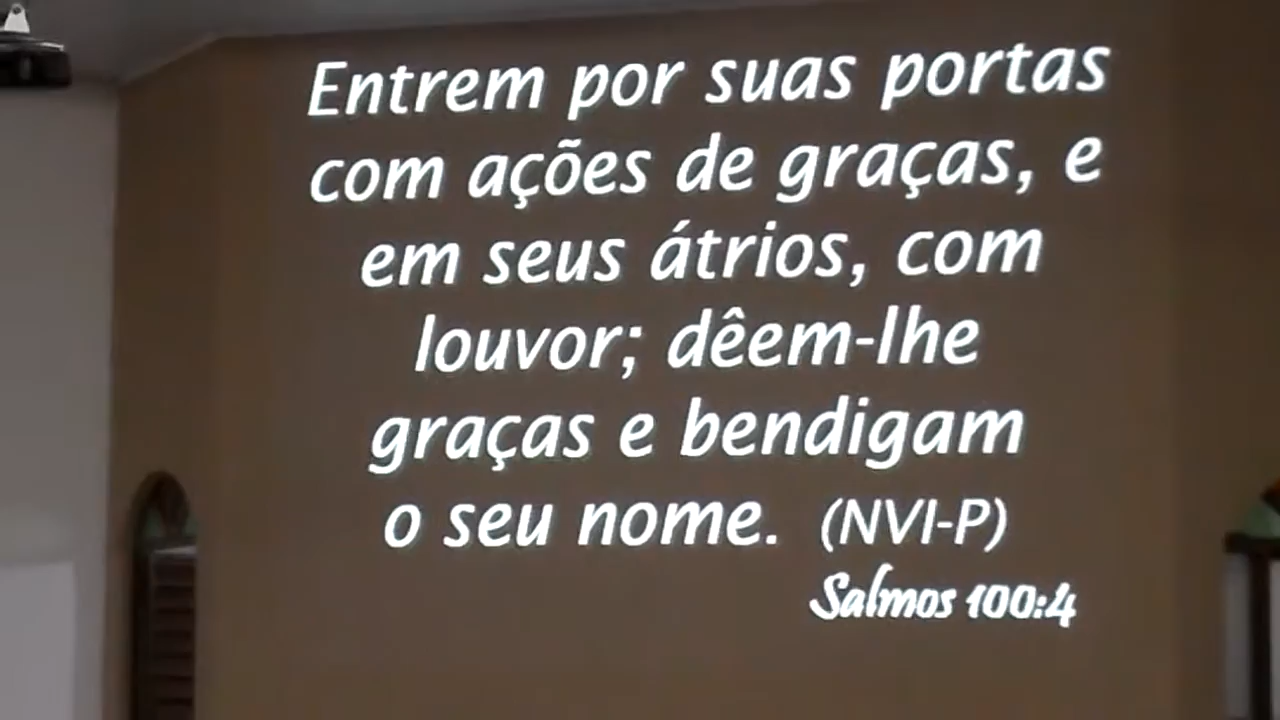 Entrem por suas portas
com ações de graças, e
em seus átrios, com
louvor; dêem-lhe
graças e bendigam
o seu nome. (NVI-P)
Salmos 100:4